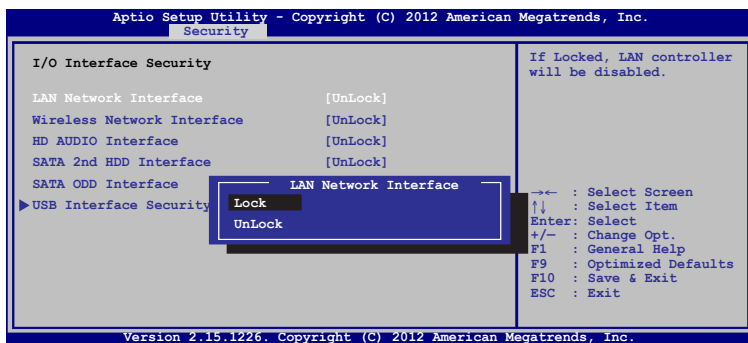 Aptio Setup Utility - Copyright (C) 2012 American Megatrends, Inc.
Security
I/O Interface Security
LAN Network Interface [UnLock]
Wireless Network Interface [UnLock]
HD AUDIO Interface [UnLock]
SATA 2nd HDD Interface [UnLock]
SATA ODD Interface
USB Interface Security
LAN Network Interface
Lock
UnLock
If Locked, LAN controller
will be disabled.
→← : Select Screen
↑↓ : Select Item
Enter: Select
+/— : Change Opt.
F1 : General Help
F9 : Optimized Defaults
F10 : Save & Exit
ESC : Exit
Version 2.15.1226. Copyright (C) 2012 American Megatrends, Inc.